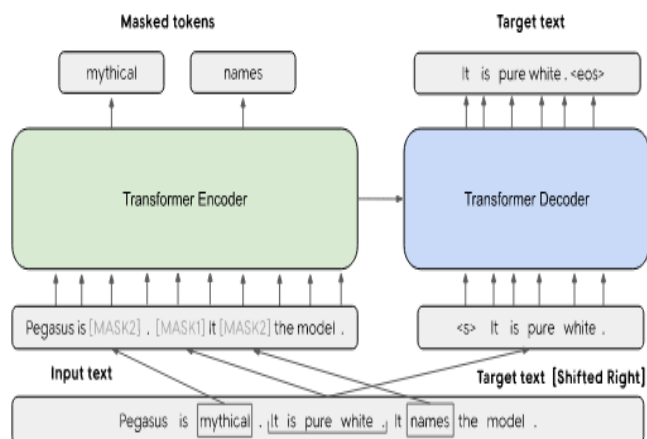 Masked tokens Target text
mythical names It is pure white . <eos>
Transformer Encoder Transformer Decoder
Pegasus is [MASK2] . [MASK1] It [MASK2] the model . <s> It is pure white .
Input text Target text [Shifted Right]
Pegasus is mythical . It is pure white . It names the model .